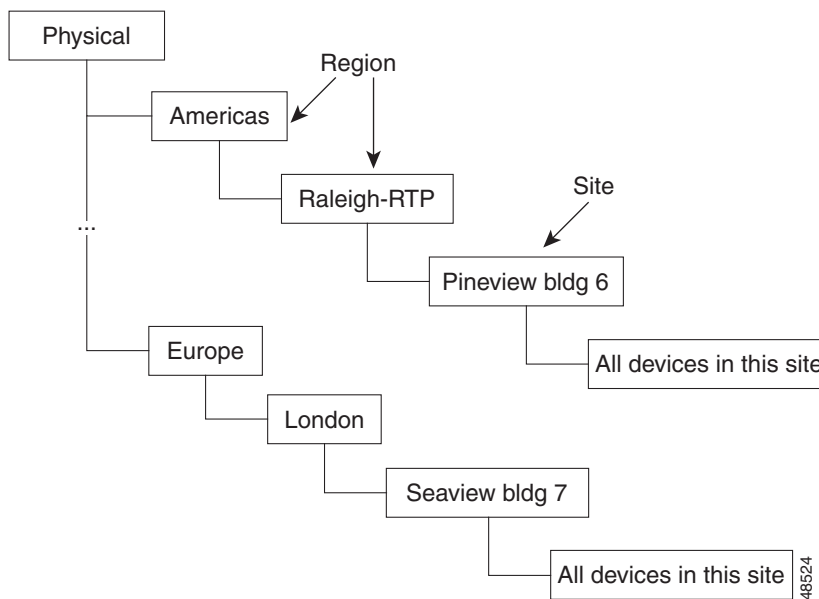 Physical
Region
Americas
Raleigh-RTP
Site
...
Pineview bldg 6
Europe
All devices in this site
London
Seaview bldg 7
All devices in this site
48524